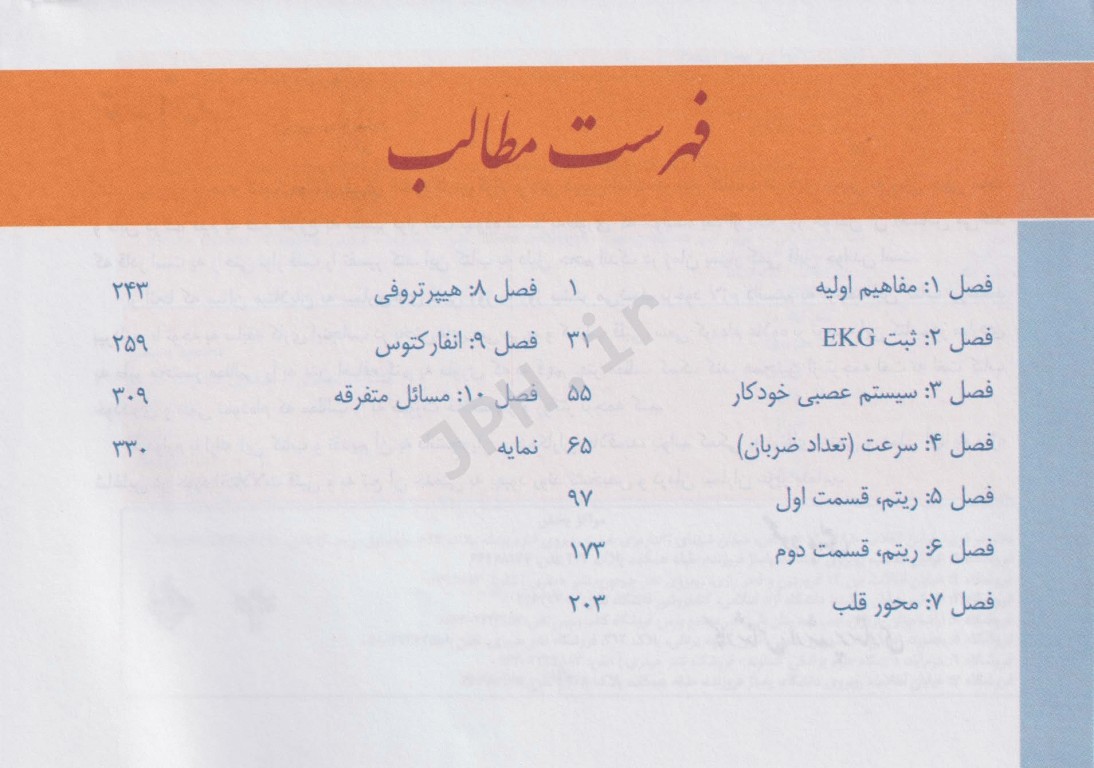 فهرست مطالب
فصل ۱: مفاهیم اولیه ۱
فصل ۲: ثبت EKG ۳۱
فصل ۳: سیستم عصبی خودکار ۵۵
فصل ۴: سرعت (تعداد ضربان) ۶۵
فصل ۵: ریتم، قسمت اول ۹۷
فصل ۶: ریتم، قسمت دوم ۱۷۳
فصل ۷: محور قلب ۲۰۳
فصل ۸: هیپرتروفی ۲۴۳
فصل ۹: انفارکتوس ۲۵۹
فصل ۱۰: مسائل متفرقه ۳۰۹
نمایه ۳۳۰
JPH.ir